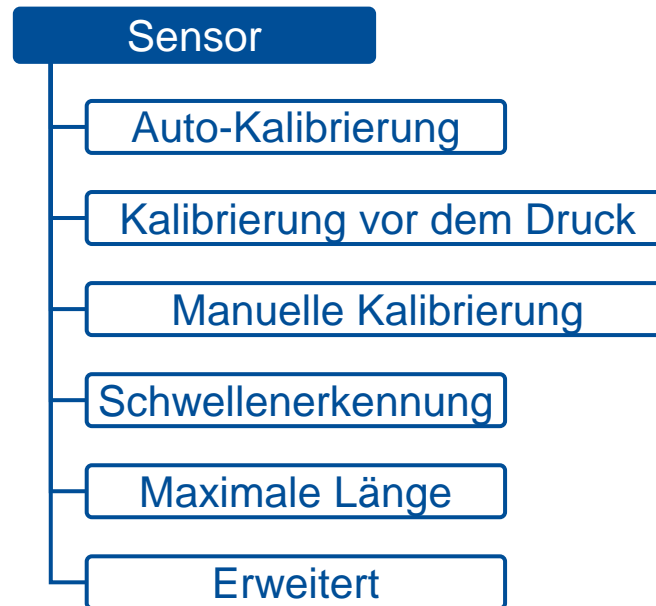 Sensor
Auto-Kalibrierung
Kalibrierung vor dem Druck
Manuelle Kalibrierung
Schwellenerkennung
Maximale Länge
Erweitert